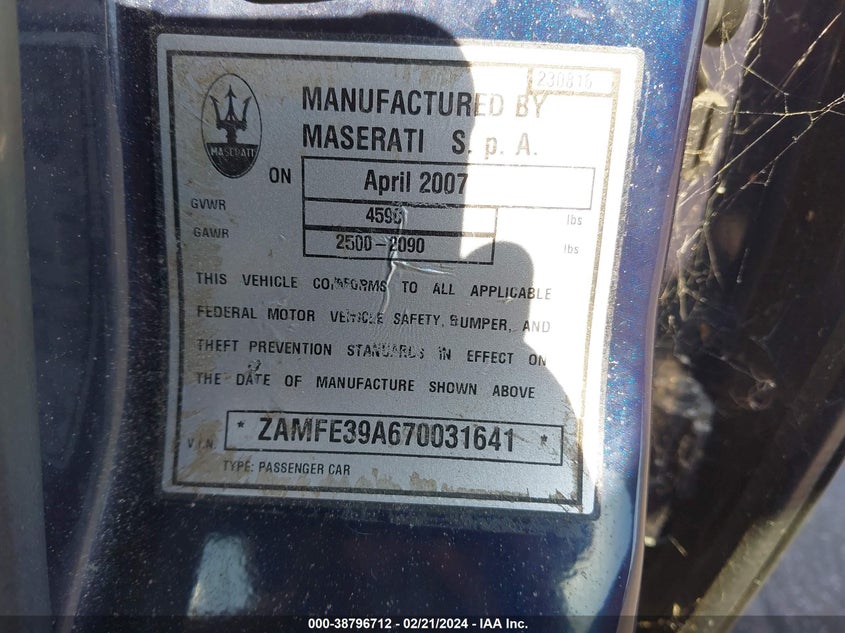 230816
MANUFACTURED BY
MASERATI S. p. A.
MASERATI
ON April 2007
GVWR 4590 lbs
GAWR 2500-2090 lbs
THIS VEHICLE CONFORMS TO ALL APPLICABLE
FEDERAL MOTOR VEHICLE SAFETY, BUMPER, AND
THEFT PREVENTION STANDARDS IN EFFECT ON
THE DATE OF MANUFACTURE SHOWN ABOVE
V.I.N. * ZAMFE39A670031641 *
TYPE: PASSENGER CAR
000-38796712 — 02/21/2024 — IAA Inc.